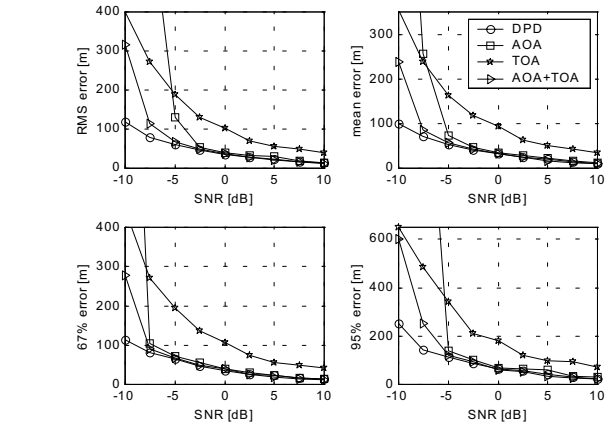 400
300
200
100
0
RMS error [m]
-10 -5 0 5 10
SNR [dB]
300
200
100
0
mean error [m]
-10 -5 0 5 10
SNR [dB]
DPD
AOA
TOA
AOA+TOA
400
300
200
100
0
67% error [m]
-10 -5 0 5 10
SNR [dB]
600
400
200
0
95% error [m]
-10 -5 0 5 10
SNR [dB]